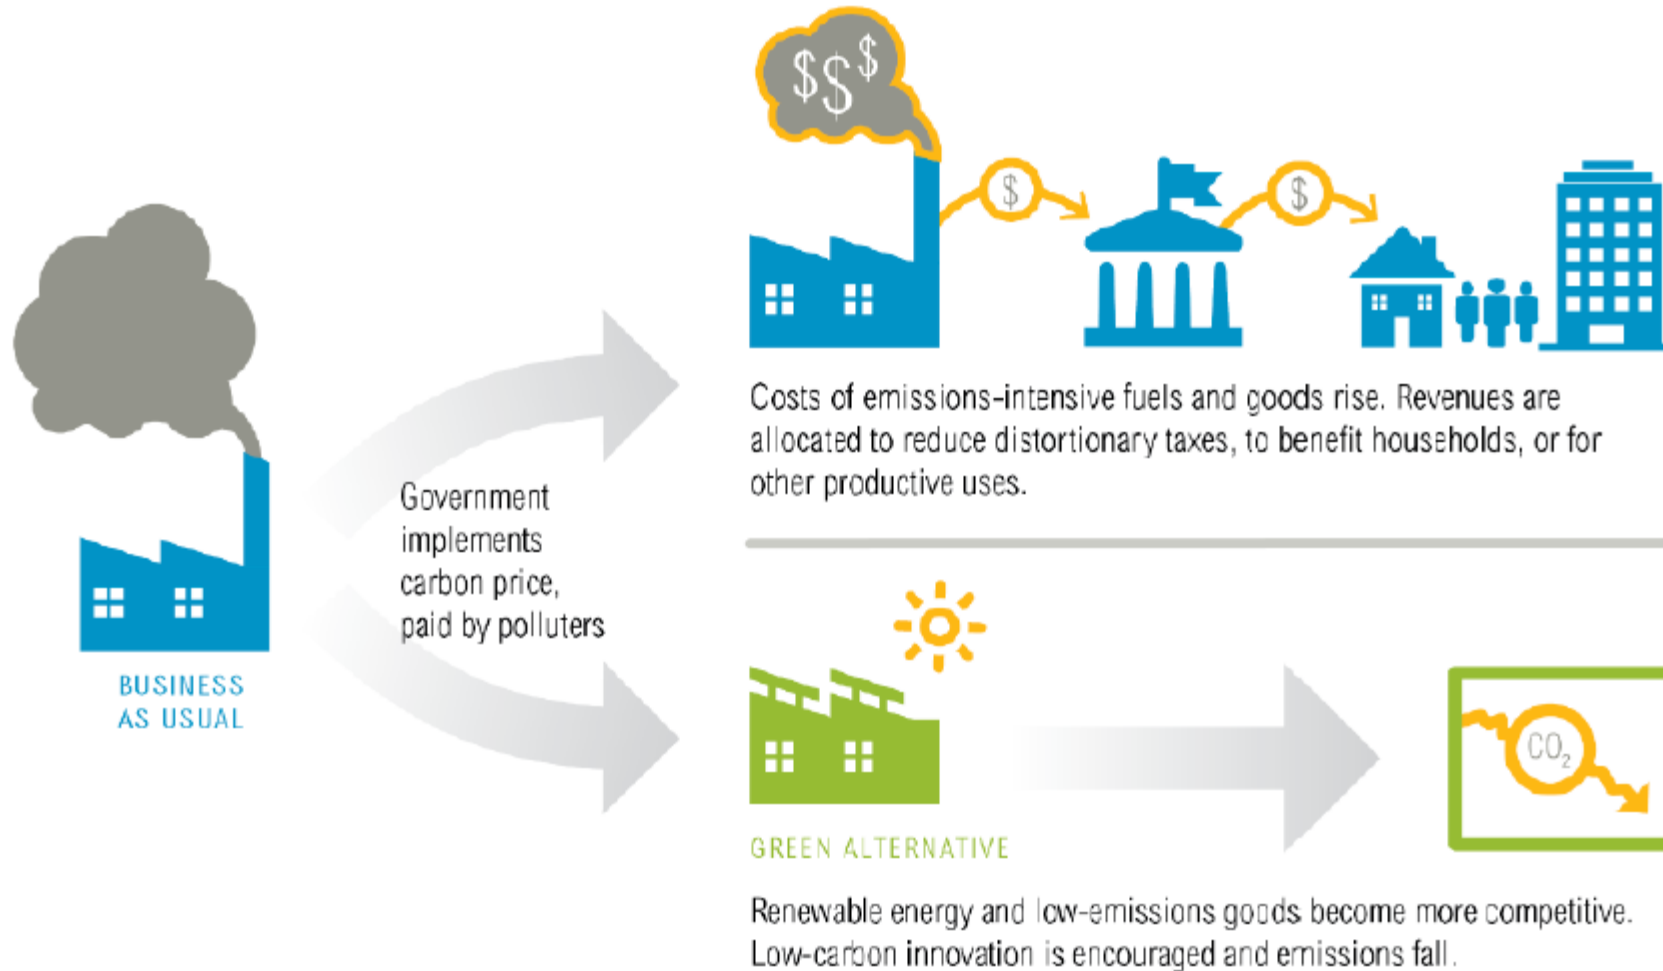 $ $ $
$
$
Costs of emissions-intensive fuels and goods rise. Revenues are
allocated to reduce distortionary taxes, to benefit households, or for
other productive uses.
Government
implements
carbon price,
paid by polluters
BUSINESS
AS USUAL
CO₂
GREEN ALTERNATIVE
Renewable energy and low-emissions goods become more competitive.
Low-carbon innovation is encouraged and emissions fall.